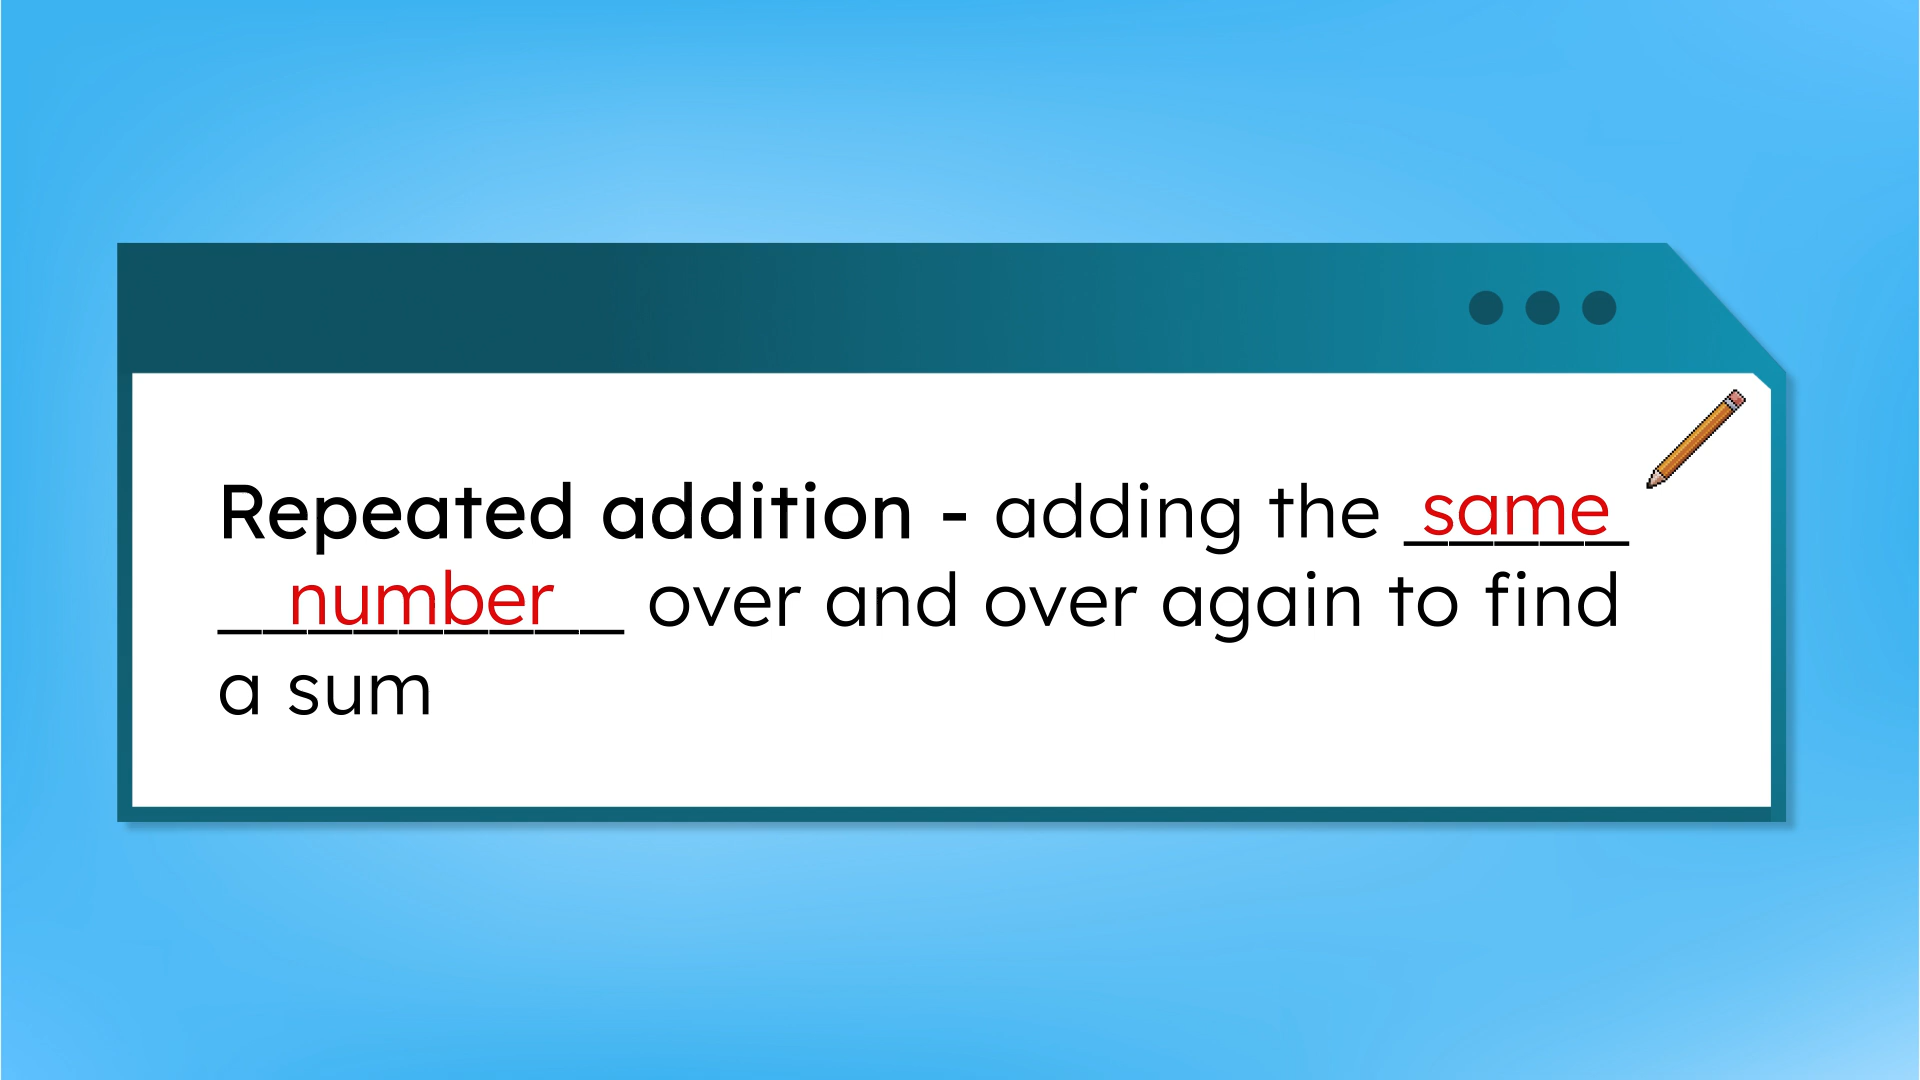 Repeated addition - adding the same
number over and over again to find
a sum